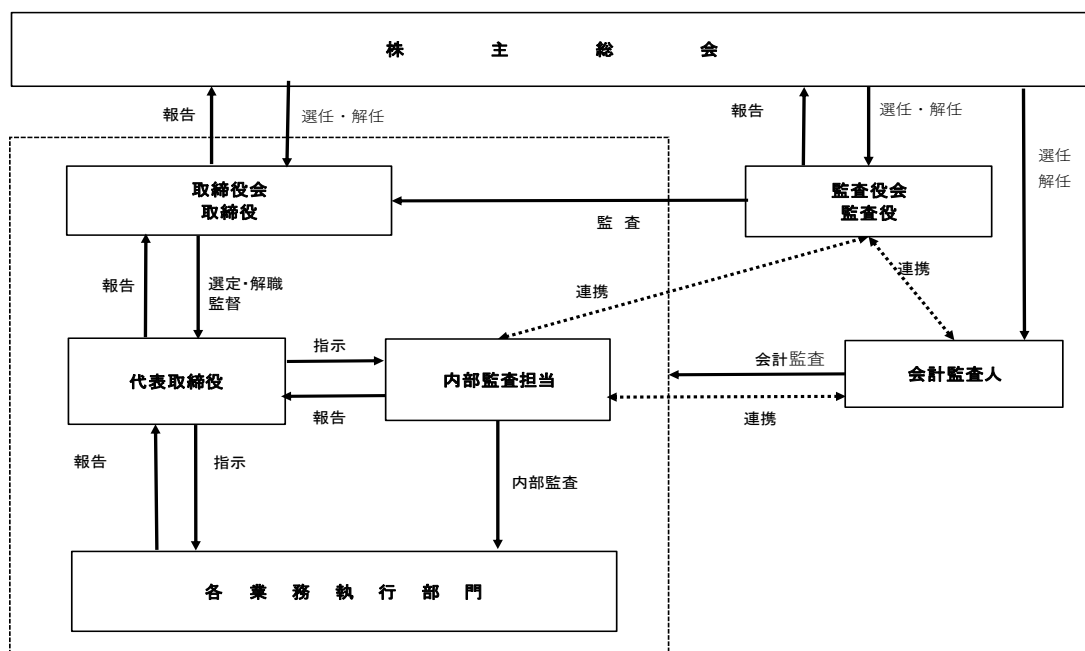 株 主 総 会
報告
選任・解任
報告
選任・解任
選任
解任
取締役会
取締役
監査役会
監査役
監 査
報告
選定・解職
監督
連携
連携
代表取締役
指示
報告
内部監査担当
会計監査
連携
会計監査人
報告
指示
内部監査
各 業 務 執 行 部 門